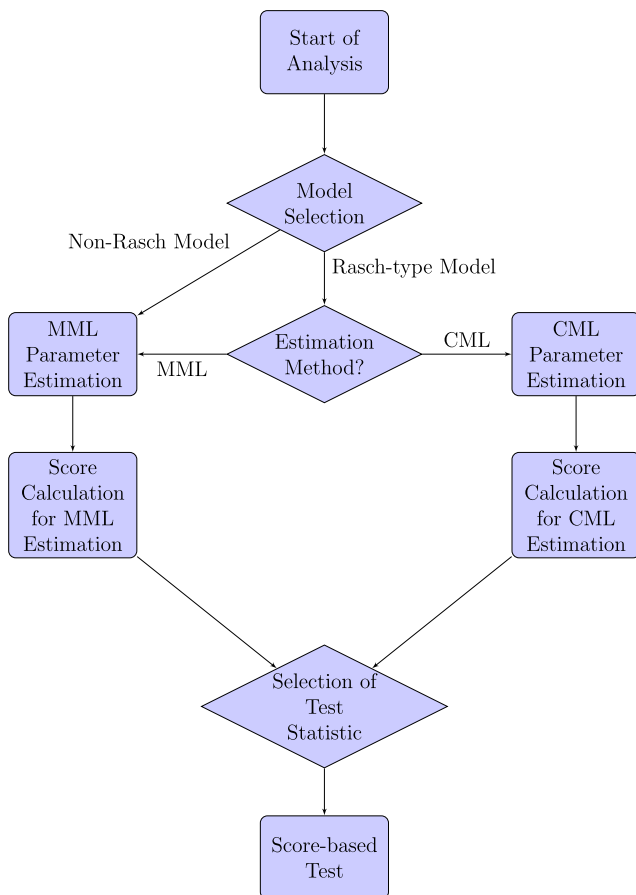 Start of
Analysis
Model
Selection
Non-Rasch Model
Rasch-type Model
MML
Parameter
Estimation
Estimation
Method?
MML
CML
CML
Parameter
Estimation
Score
Calculation
for MML
Estimation
Score
Calculation
for CML
Estimation
Selection of
Test
Statistic
Score-based
Test